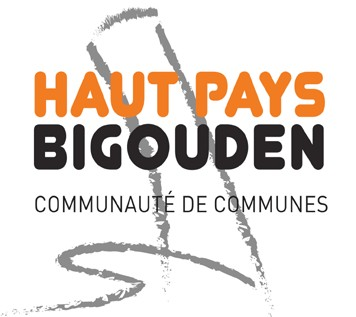 HAUT PAYS
BIGOUDEN
COMMUNAUTÉ DE COMMUNES